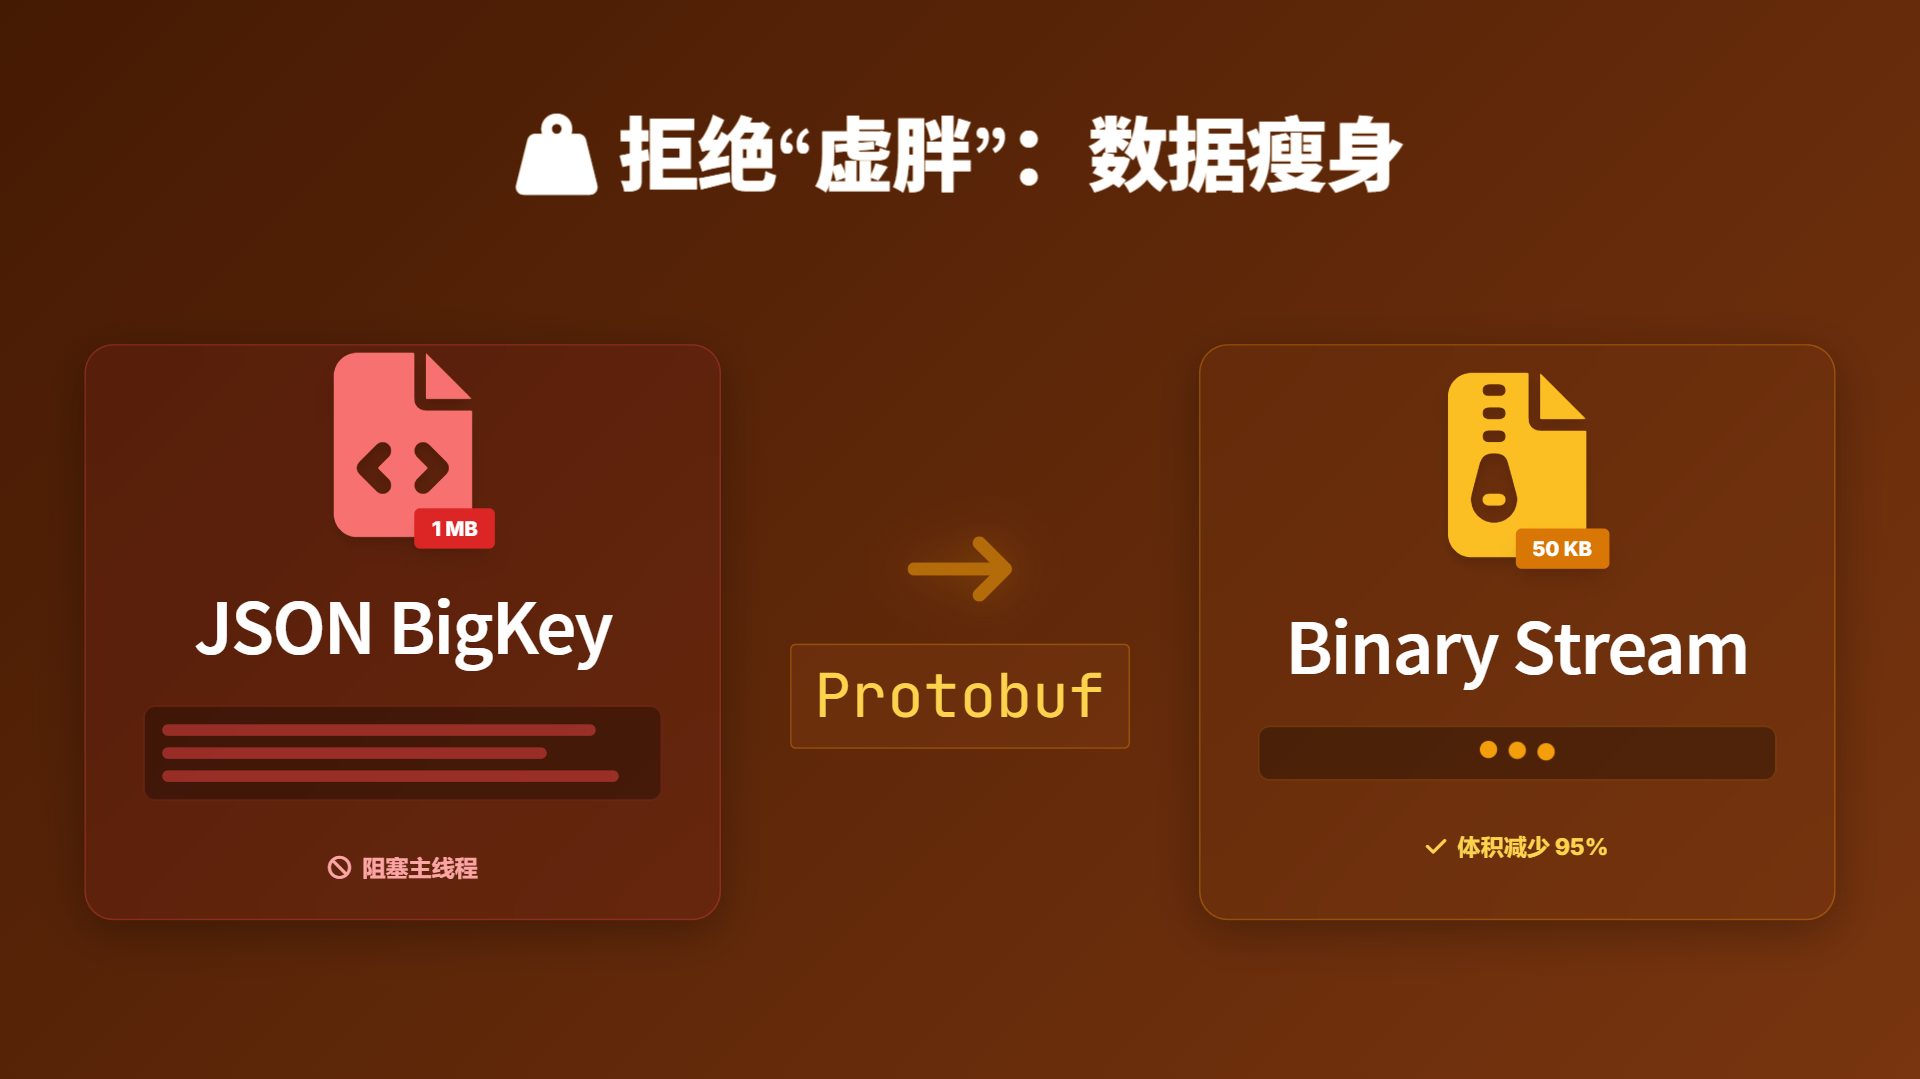 拒绝“虚胖”：数据瘦身
1 MB
JSON BigKey
阻塞主线程
Protobuf
50 KB
Binary Stream
体积减少 95%